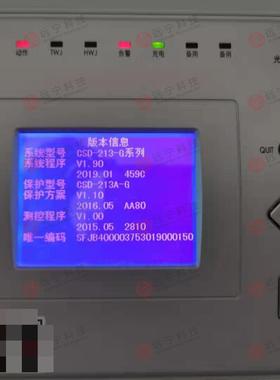 动作 TWJ HWJ 告警 充电 备用 备用
光
QUIT
版本信息
系统型号 CSD-213-G系列
系统程序 V1.90
2019.01 459C
保护型号 CSD-213A-G
保护方案 V1.10
2016.05 AA80
测控程序 V1.00
2015.05 2810
唯一编码 SFJB400003753019000150